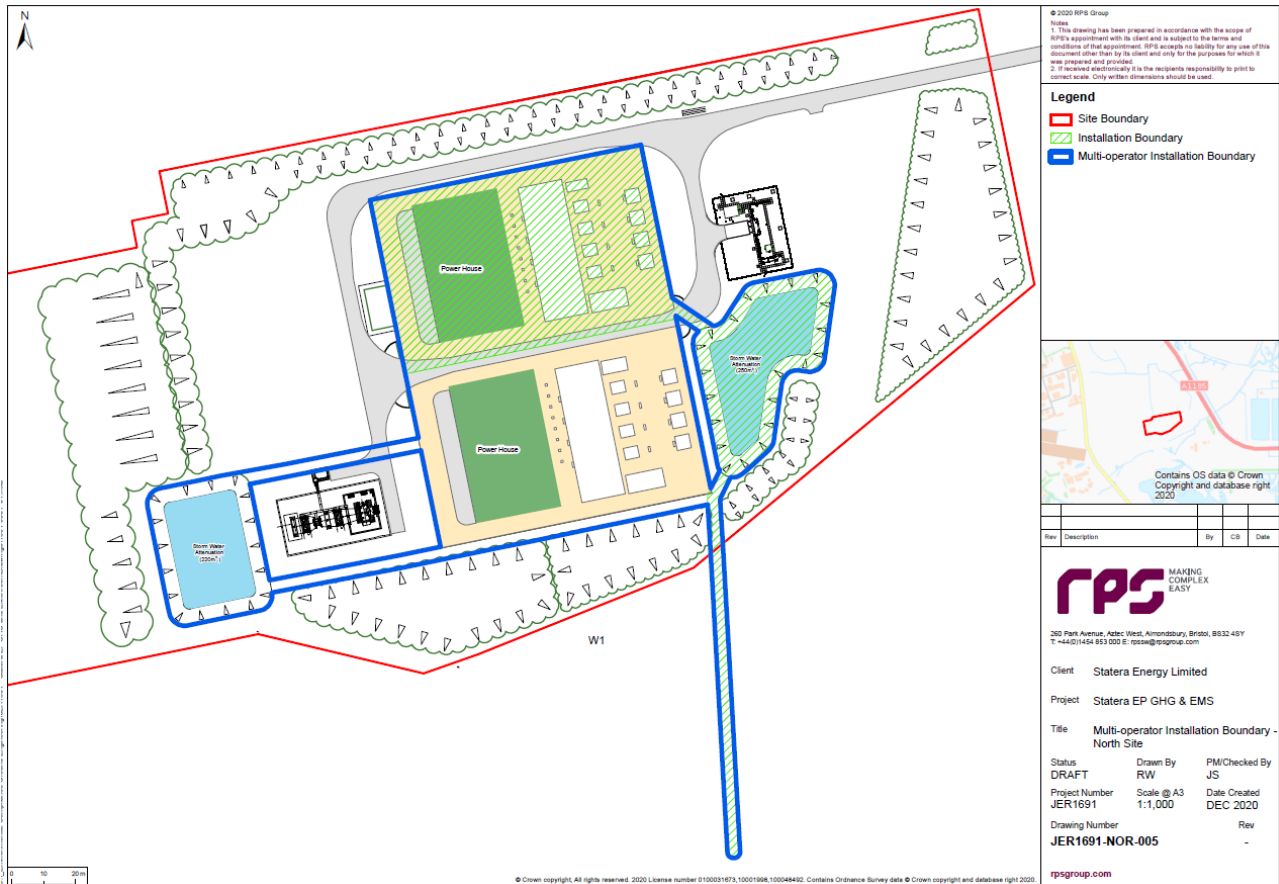 N
Power House
Power House
Storm Water
Attenuation
(250m³)
Storm Water
Attenuation
(220m³)
W1
0 10 20 m
© Crown copyright, All rights reserved. 2020 License number 0100031673,10001998,100048492. Contains Ordnance Survey data © Crown copyright and database right 2020.
© 2020 RPS Group
Notes
1. This drawing has been prepared in accordance with the scope of
RPS's appointment with its client and is subject to the terms and
conditions of that appointment. RPS accepts no liability for any use of this
document other than by its client and only for the purposes for which it
was prepared and provided.
2. If received electronically it is the recipients responsibility to print to
correct scale. Only written dimensions should be used.
Legend
Site Boundary
Installation Boundary
Multi-operator Installation Boundary
Contains OS data © Crown
Copyright and database right
2020
Rev Description By CB Date
rps MAKING
COMPLEX
EASY
260 Park Avenue, Aztec West, Almondsbury, Bristol, BS32 4SY
T: +44(0)1454 853 000 E: rpssw@rpsgroup.com
Client Statera Energy Limited
Project Statera EP GHG & EMS
Title Multi-operator Installation Boundary -
North Site
Status Drawn By PM/Checked By
DRAFT RW JS
Project Number Scale @ A3 Date Created
JER1691 1:1,000 DEC 2020
Drawing Number Rev
JER1691-NOR-005 -
rpsgroup.com